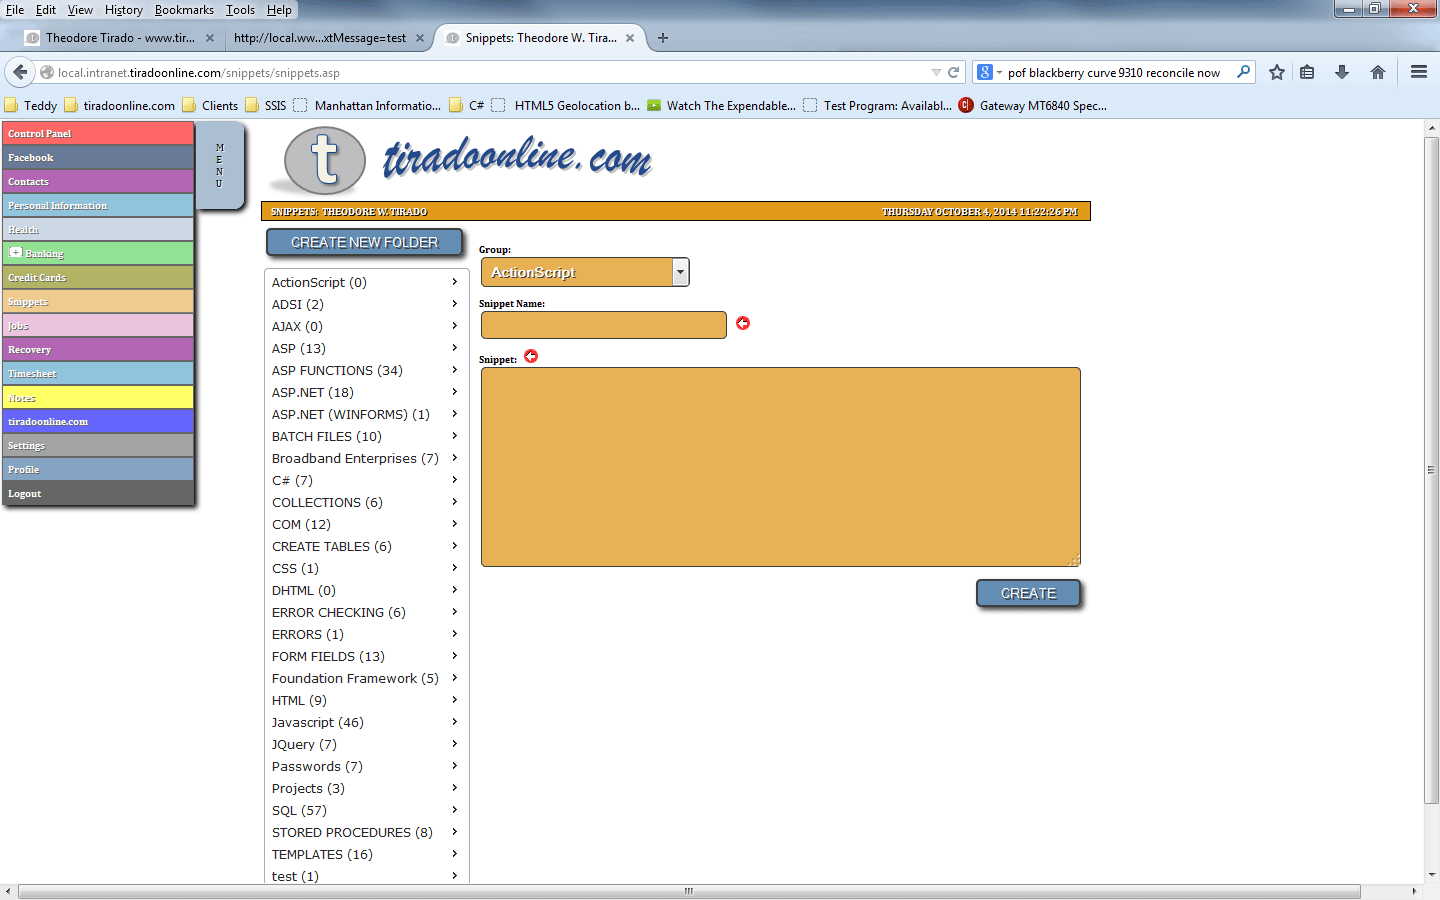 File Edit View History Bookmarks Tools Help
Theodore Tirado - www.tir... http://local.ww...xtMessage=test Snippets: Theodore W. Tira...
local.intranet.tiradoonline.com/snippets/snippets.asp
8 pof blackberry curve 9310 reconcile now
Teddy tiradoonline.com Clients SSIS Manhattan Informatio... C# HTML5 Geolocation b... Watch The Expendable... Test Program: Availabl... Gateway MT6840 Spec...
Control Panel
Facebook
Contacts
Personal Information
Health
Banking
Credit Cards
Snippets
Jobs
Recovery
Timesheet
Notes
tiradoonline.com
Settings
Profile
Logout
M
E
N
U
t tiradoonline.com
SNIPPETS: THEODORE W. TIRADO THURSDAY OCTOBER 4, 2014 11:22:26 PM
CREATE NEW FOLDER
ActionScript (0)
ADSI (2)
AJAX (0)
ASP (13)
ASP FUNCTIONS (34)
ASP.NET (18)
ASP.NET (WINFORMS) (1)
BATCH FILES (10)
Broadband Enterprises (7)
C# (7)
COLLECTIONS (6)
COM (12)
CREATE TABLES (6)
CSS (1)
DHTML (0)
ERROR CHECKING (6)
ERRORS (1)
FORM FIELDS (13)
Foundation Framework (5)
HTML (9)
Javascript (46)
JQuery (7)
Passwords (7)
Projects (3)
SQL (57)
STORED PROCEDURES (8)
TEMPLATES (16)
test (1)
Group:
ActionScript
Snippet Name:
Snippet:
CREATE